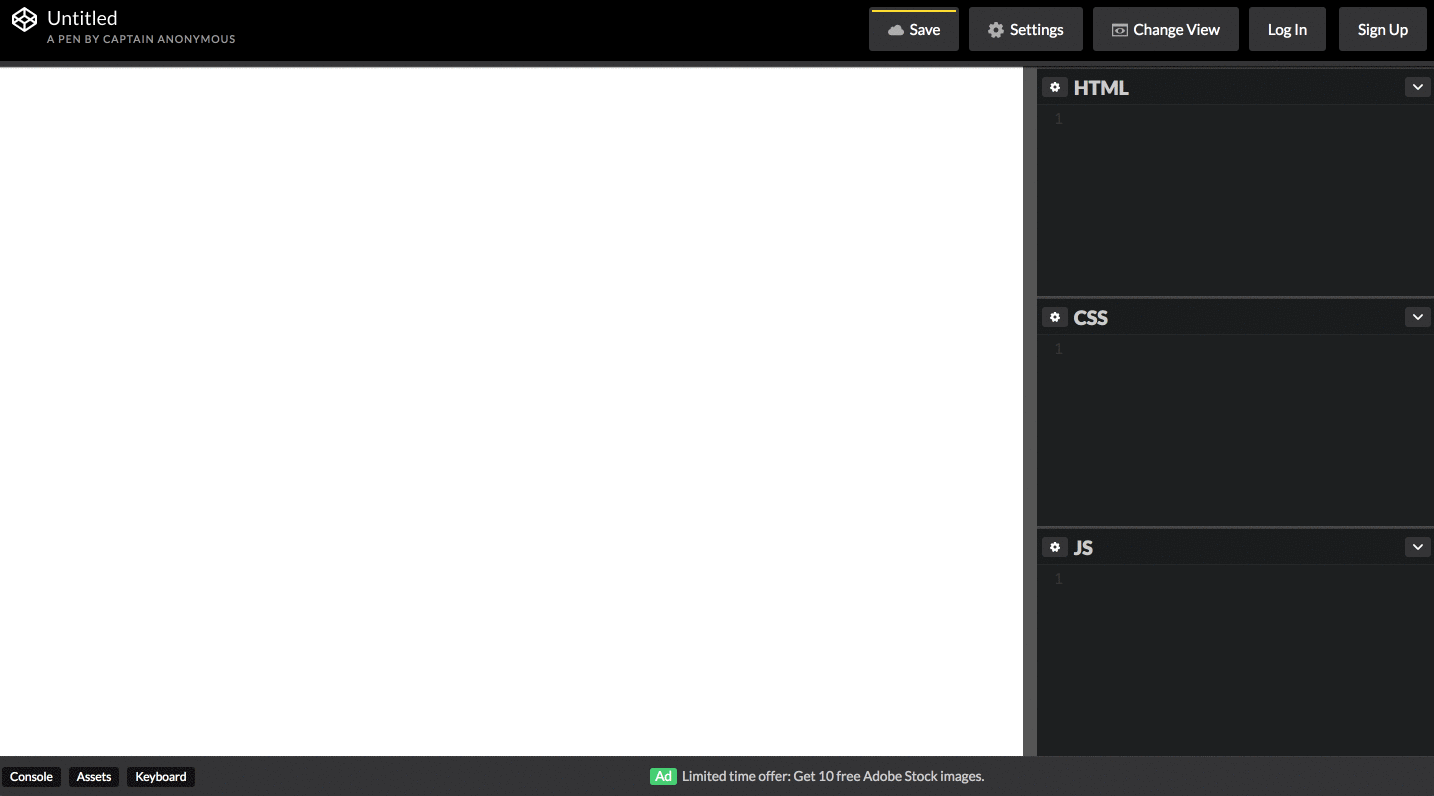 Untitled
A PEN BY CAPTAIN ANONYMOUS
Save
Settings
Change View
Log In
Sign Up
HTML
1
CSS
1
JS
1
Console
Assets
Keyboard
Ad Limited time offer: Get 10 free Adobe Stock images.